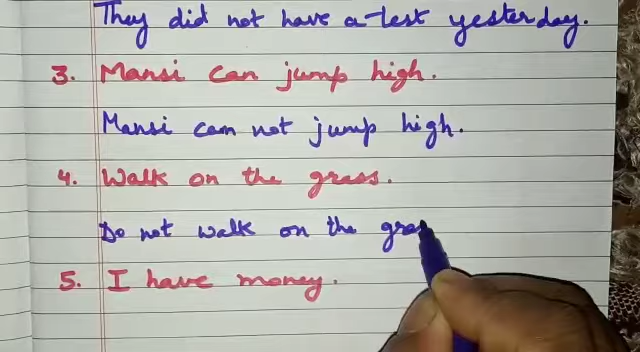 They did not have a test yesterday.
3. Mansi can jump high.
Mansi can not jump high.
4. Walk on the grass.
Do not walk on the gras
5. I have money.